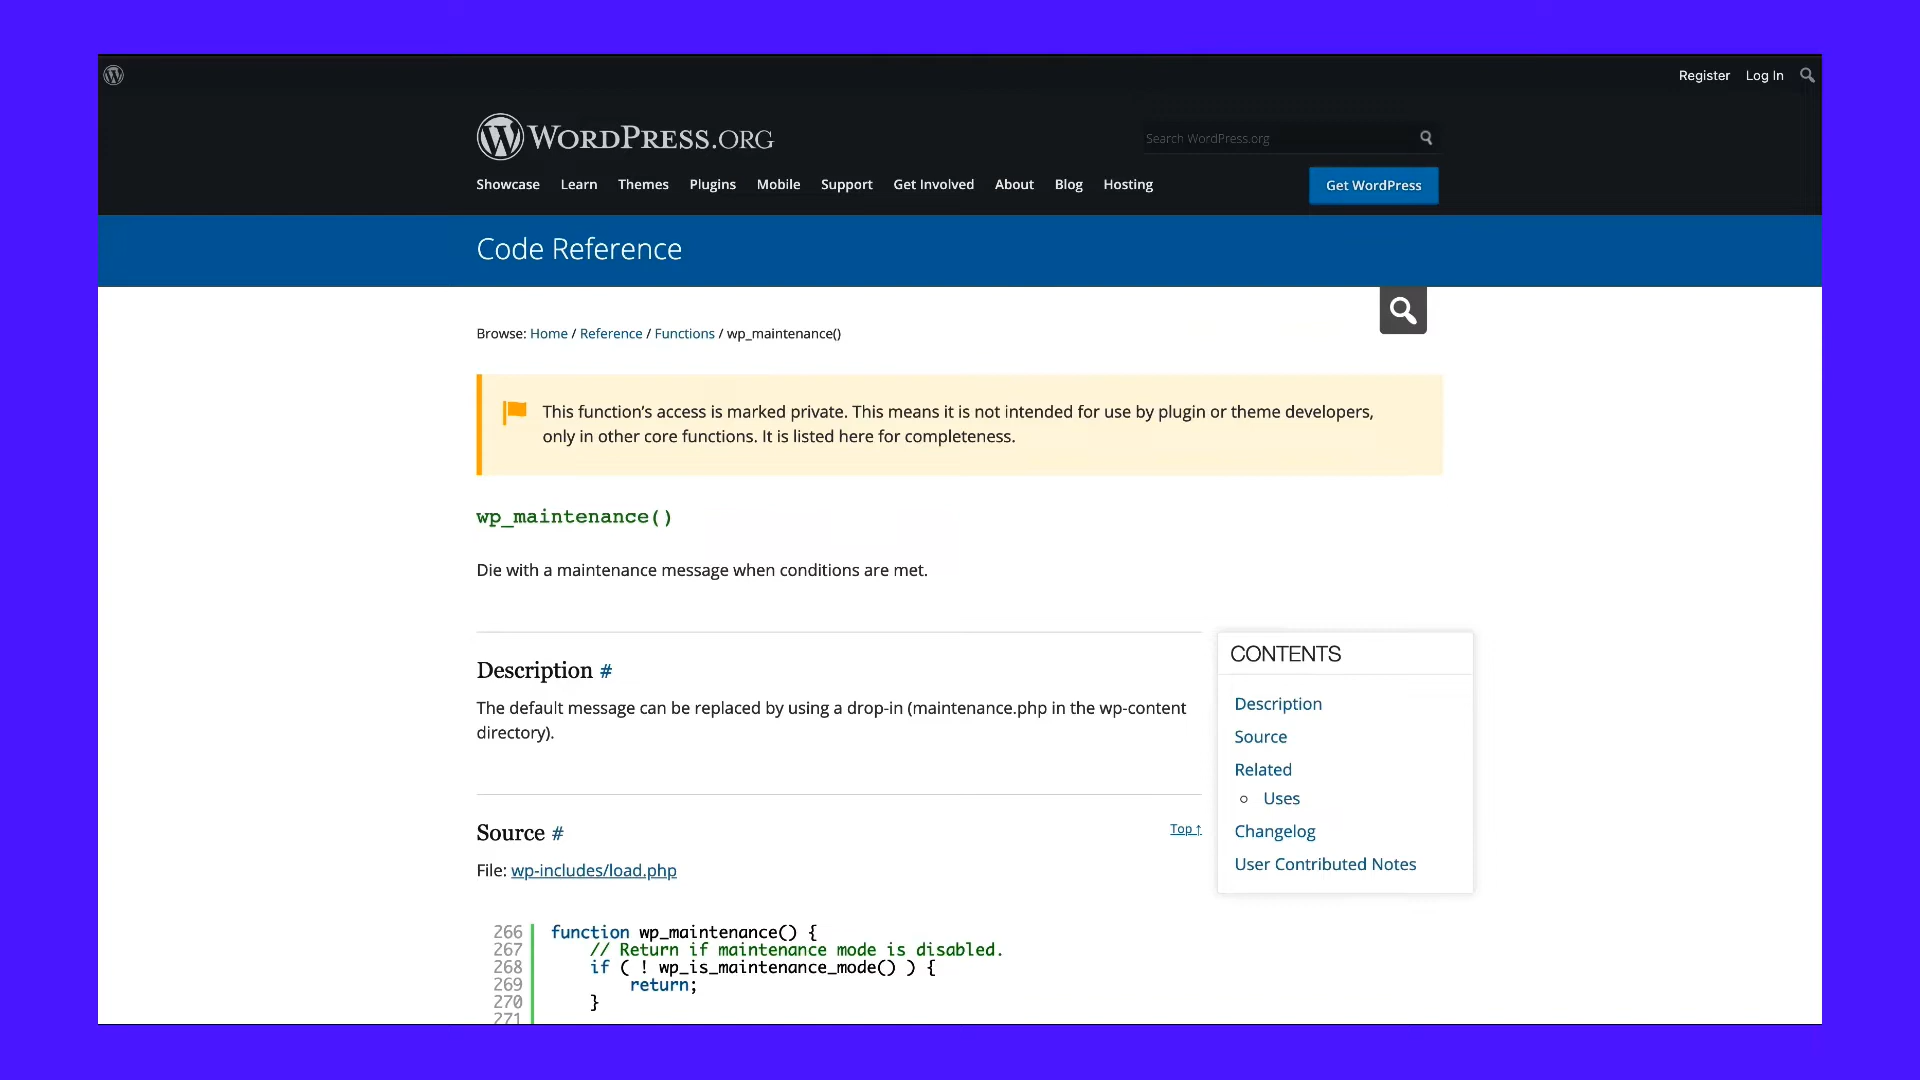 Register Log In
WORDPRESS.ORG
Search WordPress.org
Showcase Learn Themes Plugins Mobile Support Get Involved About Blog Hosting
Get WordPress
Code Reference
Browse: Home / Reference / Functions / wp_maintenance()
This function’s access is marked private. This means it is not intended for use by plugin or theme developers,
only in other core functions. It is listed here for completeness.
wp_maintenance()
Die with a maintenance message when conditions are met.
Description #
The default message can be replaced by using a drop-in (maintenance.php in the wp-content
directory).
Source #
Top ↑
File: wp-includes/load.php
266 function wp_maintenance() {
267 // Return if maintenance mode is disabled.
268 if ( ! wp_is_maintenance_mode() ) {
269 return;
270 }
271
CONTENTS
Description
Source
Related
Uses
Changelog
User Contributed Notes